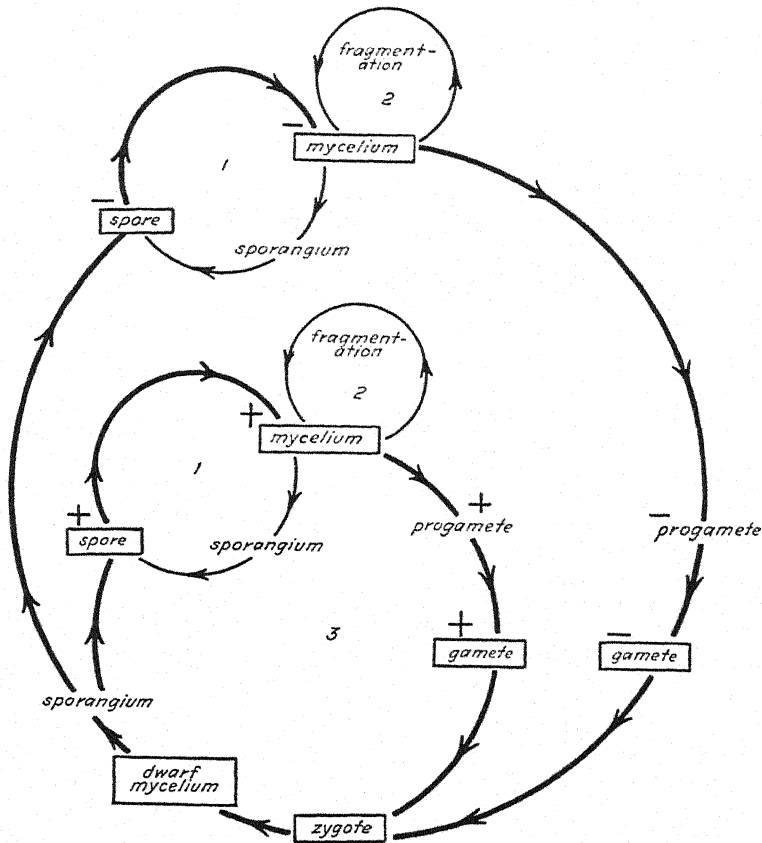 fragment-
ation
2
−
mycelium
1
−
spore
sporangium
fragment-
ation
2
+
mycelium
1
+
spore
sporangium
+
progamete
−
progamete
3
+
gamete
−
gamete
sporangium
dwarf
mycelium
zygote